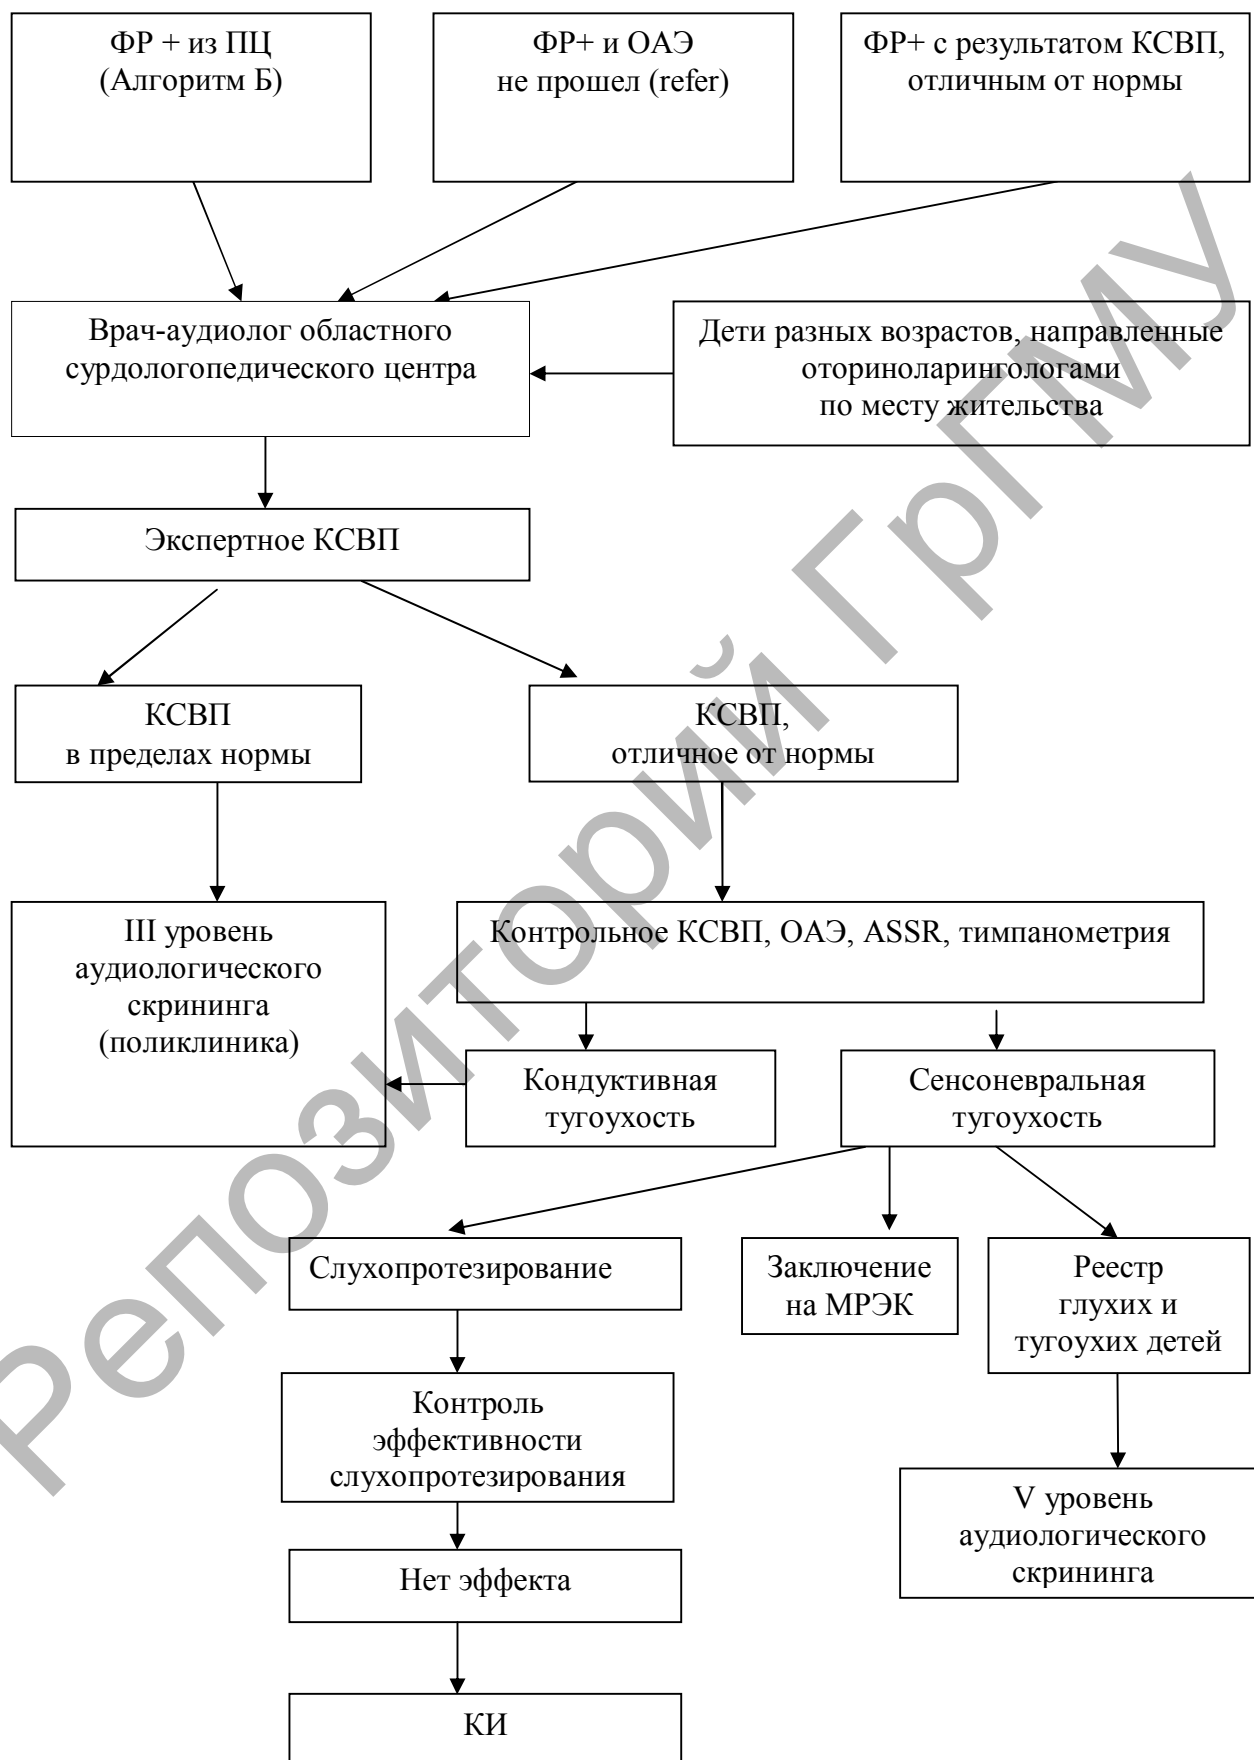 ФР + из ПЦ
(Алгоритм Б)
ФР+ и ОАЭ
не прошел (refer)
ФР+ с результатом КСВП,
отличным от нормы
Врач-аудиолог областного
сурдологопедического центра
Дети разных возрастов, направленные
оториноларингологами
по месту жительства
Экспертное КСВП
КСВП
в пределах нормы
КСВП,
отличное от нормы
III уровень
аудиологического
скрининга
(поликлиника)
Контрольное КСВП, ОАЭ, ASSR, тимпанометрия
Кондуктивная
тугоухость
Сенсоневральная
тугоухость
Слухопротезирование
Заключение
на МРЭК
Реестр
глухих и
тугоухих детей
Контроль
эффективности
слухопротезирования
V уровень
аудиологического
скрининга
Нет эффекта
КИ
Репозиторий ГрГМУ